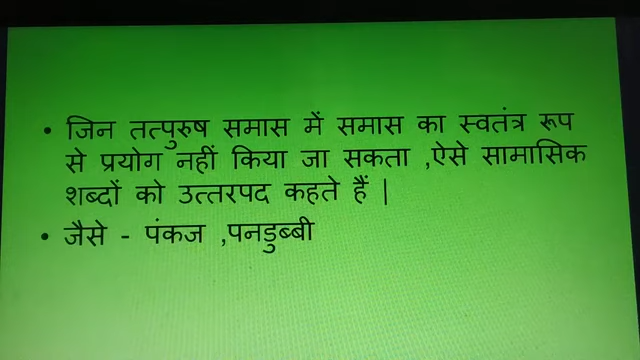 • जिन तत्पुरुष समास में समास का स्वतंत्र रूप
से प्रयोग नहीं किया जा सकता ,ऐसे सामासिक
शब्दों को उत्तरपद कहते हैं |
• जैसे - पंकज ,पनडुब्बी